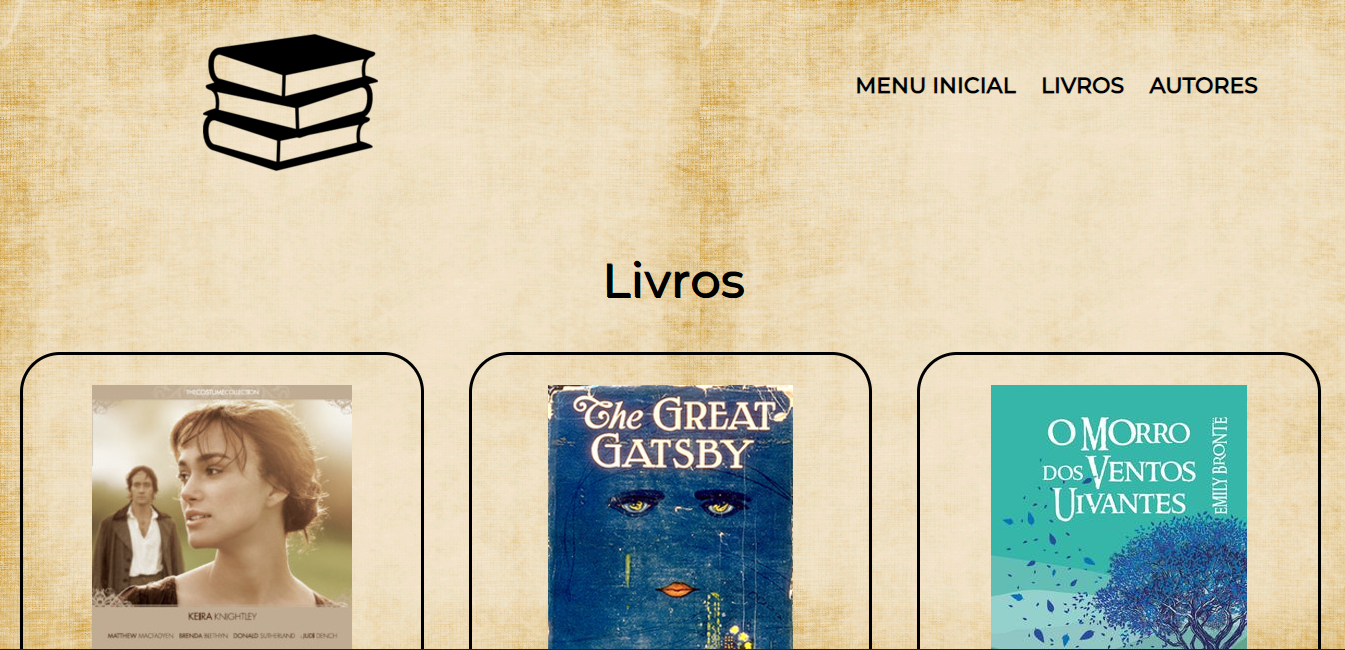 MENU INICIAL LIVROS AUTORES
Livros
THE COSTUME COLLECTION
KEIRA KNIGHTLEY
MATTHEW MACFADYEN BRENDA BLETHYN DONALD SUTHERLAND JUDI DENCH
The GREAT
GATSBY
O MORRO
DOS VENTOS
UIVANTES
EMILY BRONTË